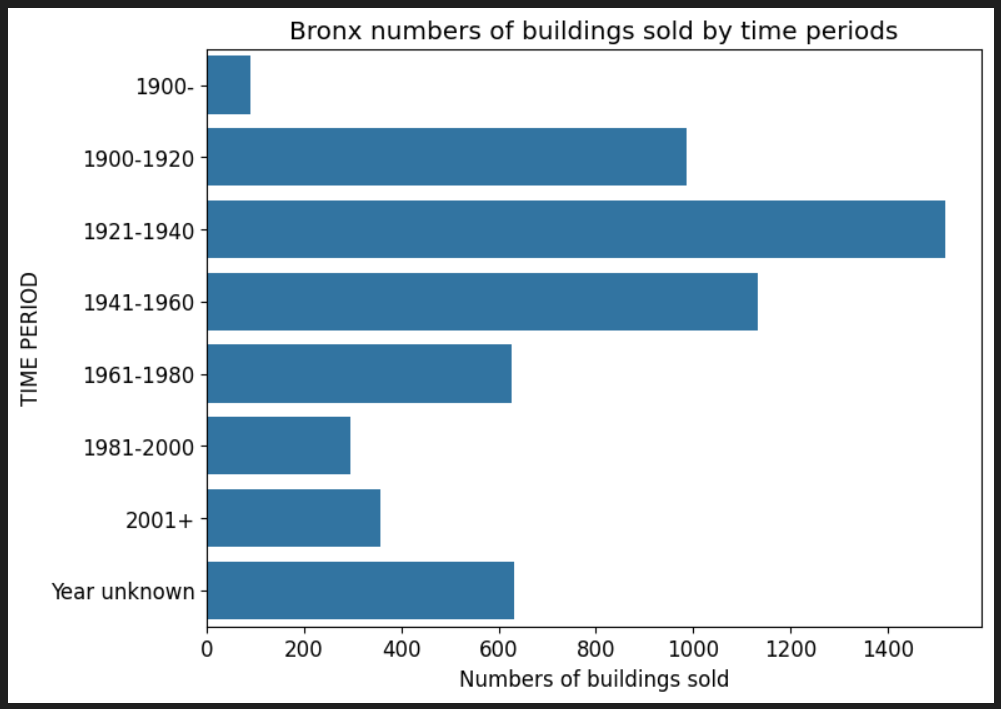 Bronx numbers of buildings sold by time periods
TIME PERIOD
1900-
1900-1920
1921-1940
1941-1960
1961-1980
1981-2000
2001+
Year unknown
0 200 400 600 800 1000 1200 1400
Numbers of buildings sold